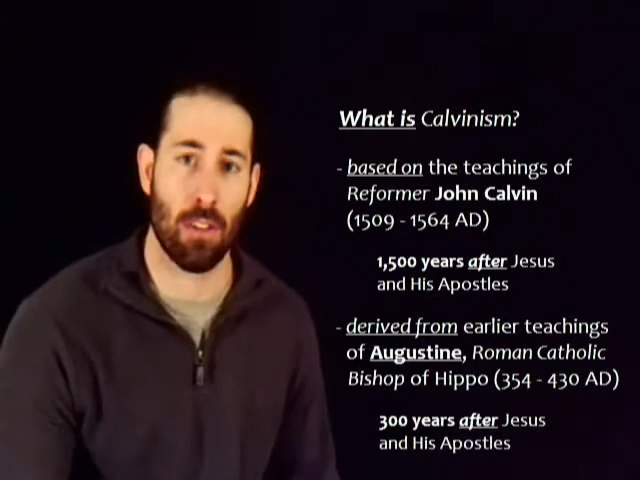 What is Calvinism?
- based on the teachings of
Reformer John Calvin
(1509 - 1564 AD)
1,500 years after Jesus
and His Apostles
- derived from earlier teachings
of Augustine, Roman Catholic
Bishop of Hippo (354 - 430 AD)
300 years after Jesus
and His Apostles